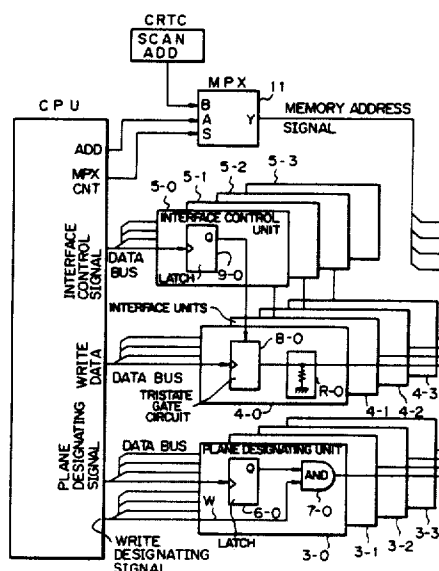 CRTC
SCAN
ADD
MPX
11
CPU
B
A
S
Y
MEMORY ADDRESS
SIGNAL
ADD
MPX
CNT
5-3
5-2
5-1
5-0
INTERFACE CONTROL
UNIT
Q
INTERFACE CONTROL
SIGNAL
DATA
BUS
LATCH
9-0
INTERFACE UNITS
8-0
WRITE
DATA
DATA BUS
R-0
TRISTATE
GATE
CIRCUIT
4-0
4-1
4-2
4-3
DATA BUS
PLANE DESIGNATING UNIT
PLANE
DESIGNATING
SIGNAL
Q
AND
W
6-0
7-0
LATCH
3-0
3-1
3-2
3-3
WRITE
DESIGNATING
SIGNAL